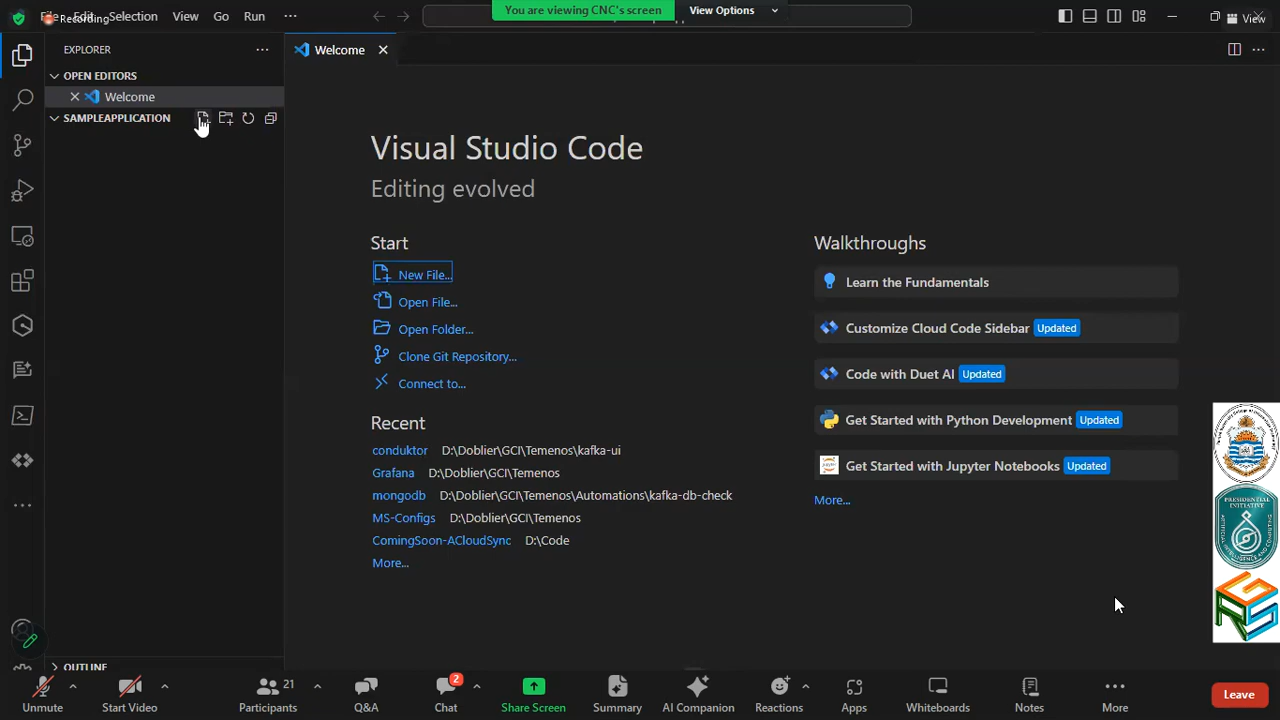 File Edit Selection View Go Run
Recording
You are viewing CNC's screen
View Options
View
EXPLORER
Welcome
OPEN EDITORS
Welcome
SAMPLEAPPLICATION
Visual Studio Code
Editing evolved
Start
New File...
Open File...
Open Folder...
Clone Git Repository...
Connect to...
Recent
conduktor D:\Doblier\GCI\Temenos\kafka-ui
Grafana D:\Doblier\GCI\Temenos
mongodb D:\Doblier\GCI\Temenos\Automations\kafka-db-check
MS-Configs D:\Doblier\GCI\Temenos
ComingSoon-ACloudSync D:\Code
More...
Walkthroughs
Learn the Fundamentals
Customize Cloud Code Sidebar Updated
Code with Duet AI Updated
Get Started with Python Development Updated
Get Started with Jupyter Notebooks Updated
More...
PRESIDENTIAL
INITIATIVE
OUTLINE
21
2
Unmute
Start Video
Participants
Q&A
Chat
Share Screen
Summary
AI Companion
Reactions
Apps
Whiteboards
Notes
More
Leave